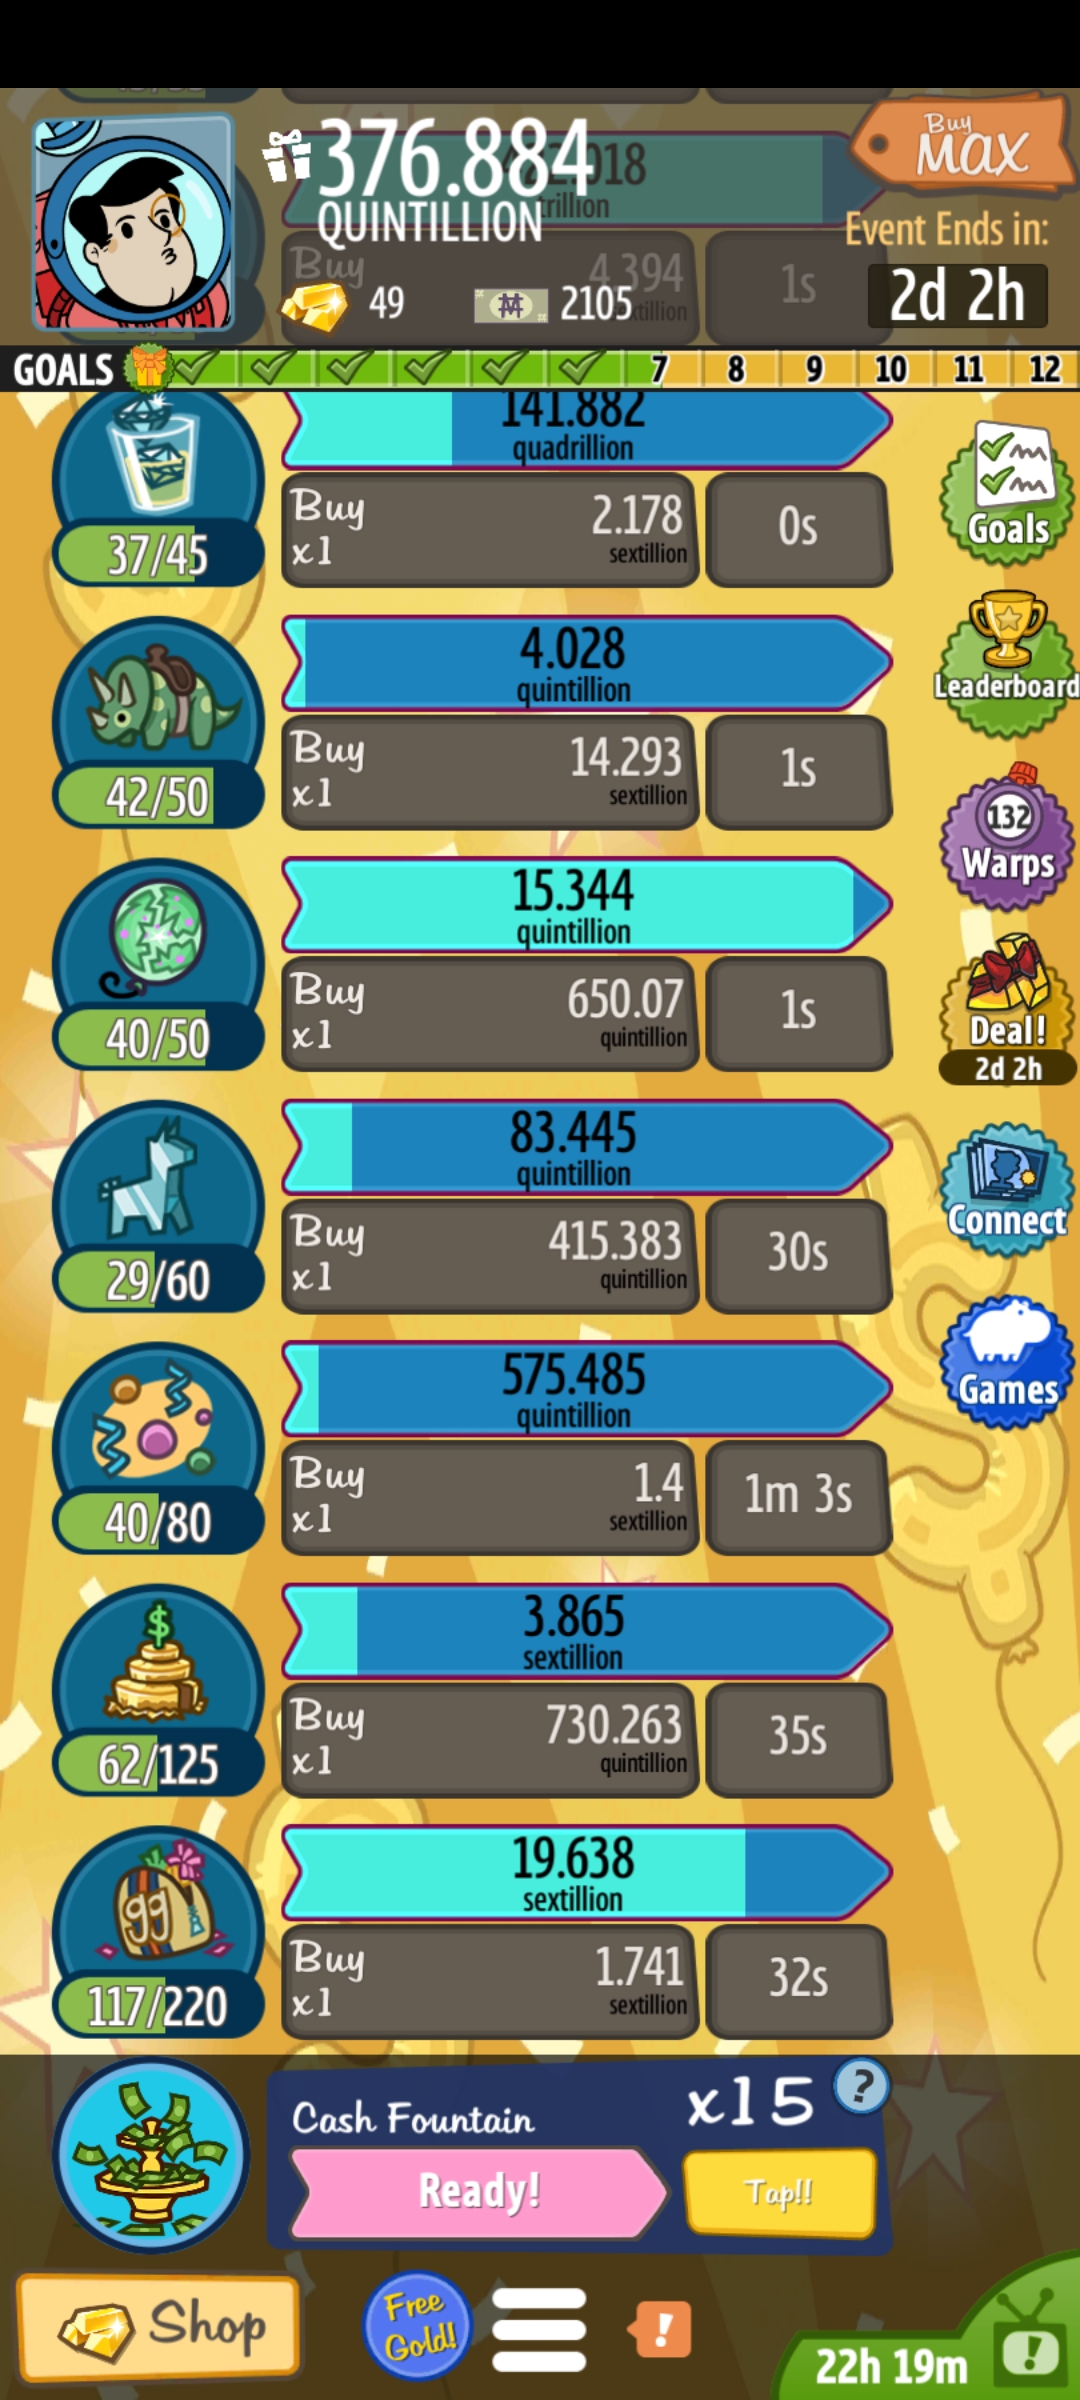 376.884
QUINTILLION
trillion
Buy
MAX
Event Ends in:
2d 2h
49
2105
Buy
4.394
1s
GOALS 7 8 9 10 11 12
141.882
quadrillion
37/45
Buy
x1
2.178
sextillion
0s
Goals
4.028
quintillion
42/50
Buy
x1
14.293
sextillion
1s
Leaderboard
15.344
quintillion
40/50
Buy
x1
650.07
quintillion
1s
132
Warps
Deal!
2d 2h
83.445
quintillion
29/60
Buy
x1
415.383
quintillion
30s
Connect
575.485
quintillion
40/80
Buy
x1
1.4
sextillion
1m 3s
Games
$
3.865
sextillion
62/125
Buy
x1
730.263
quintillion
35s
99
19.638
sextillion
117/220
Buy
x1
1.741
sextillion
32s
Cash Fountain
x15
?
Ready!
Tap!!
Shop
Free
Gold!
!
22h 19m
!